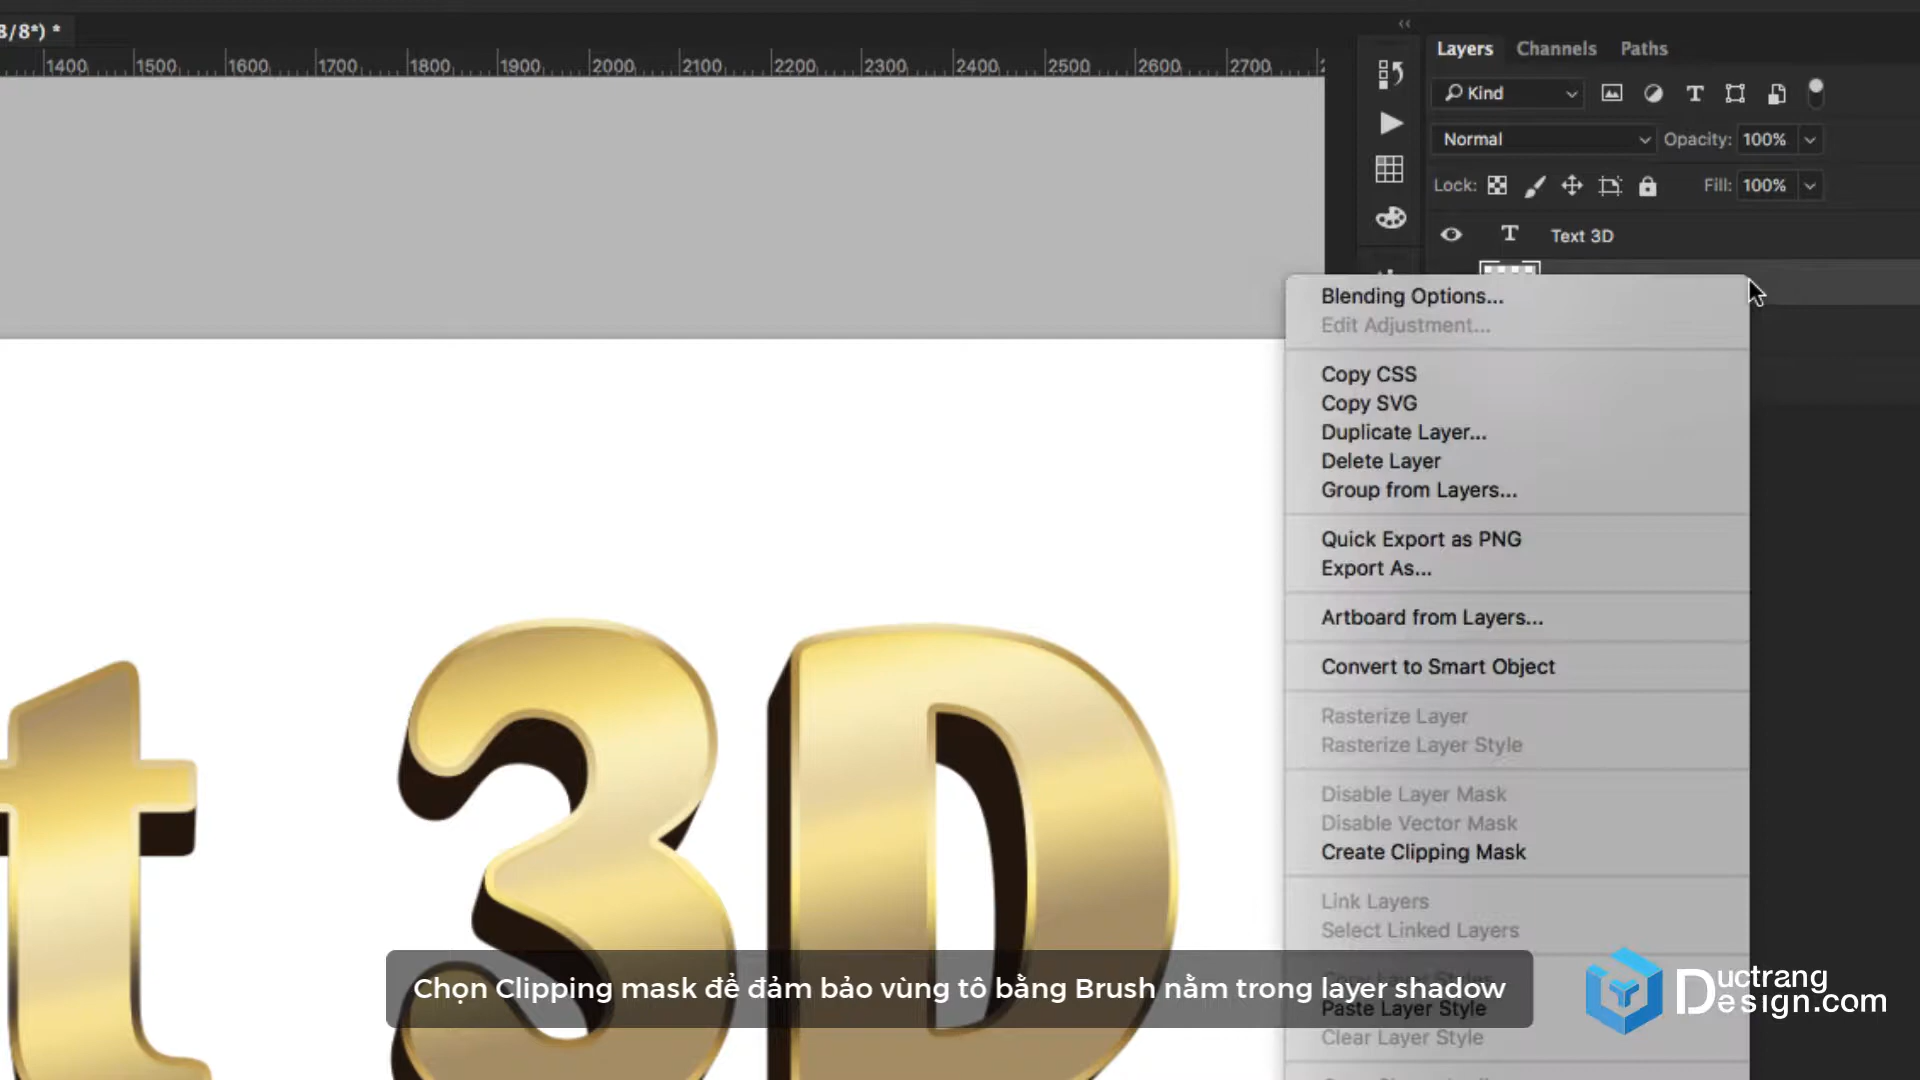 3/8*) *
1400 1500 1600 1700 1800 1900 2000 2100 2200 2300 2400 2500 2600 2700
Layers Channels Paths
Kind
Normal Opacity: 100%
Lock: Fill: 100%
T Text 3D
Blending Options...
Edit Adjustment...
Copy CSS
Copy SVG
Duplicate Layer...
Delete Layer
Group from Layers...
Quick Export as PNG
Export As...
Artboard from Layers...
Convert to Smart Object
Rasterize Layer
Rasterize Layer Style
Disable Layer Mask
Disable Vector Mask
Create Clipping Mask
Link Layers
Select Linked Layers
Copy Layer Style
Paste Layer Style
Clear Layer Style
t 3D
Chọn Clipping mask để đảm bảo vùng tô bằng Brush nằm trong layer shadow
Ductrang
Design.com